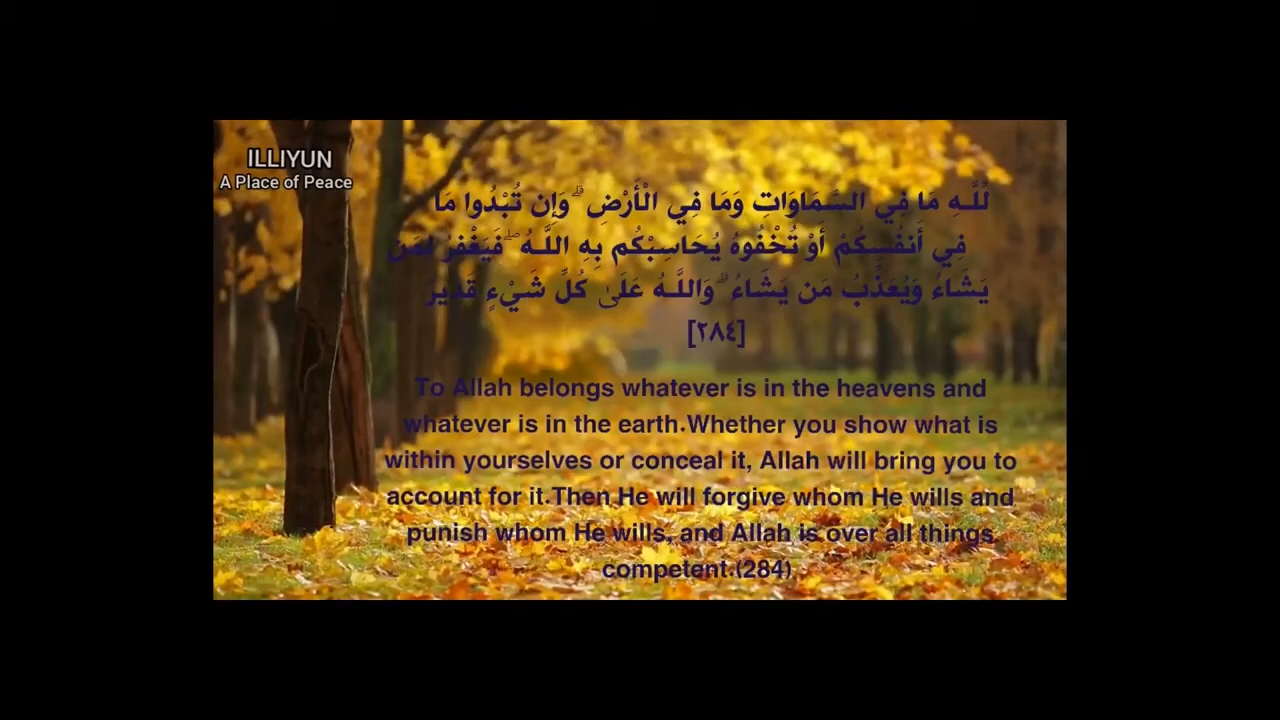 ILLIYUN
A Place of Peace
لِّلَّـهِ مَا فِي السَّمَاوَاتِ وَمَا فِي الْأَرْضِ ۗ وَإِن تُبْدُوا مَا
فِي أَنفُسِكُمْ أَوْ تُخْفُوهُ يُحَاسِبْكُم بِهِ اللَّـهُ ۖ فَيَغْفِرُ لِمَن
يَشَاءُ وَيُعَذِّبُ مَن يَشَاءُ ۗ وَاللَّـهُ عَلَىٰ كُلِّ شَيْءٍ قَدِيرٌ
[٢٨٤]
To Allah belongs whatever is in the heavens and
whatever is in the earth.Whether you show what is
within yourselves or conceal it, Allah will bring you to
account for it.Then He will forgive whom He wills and
punish whom He wills, and Allah is over all things
competent.(284)